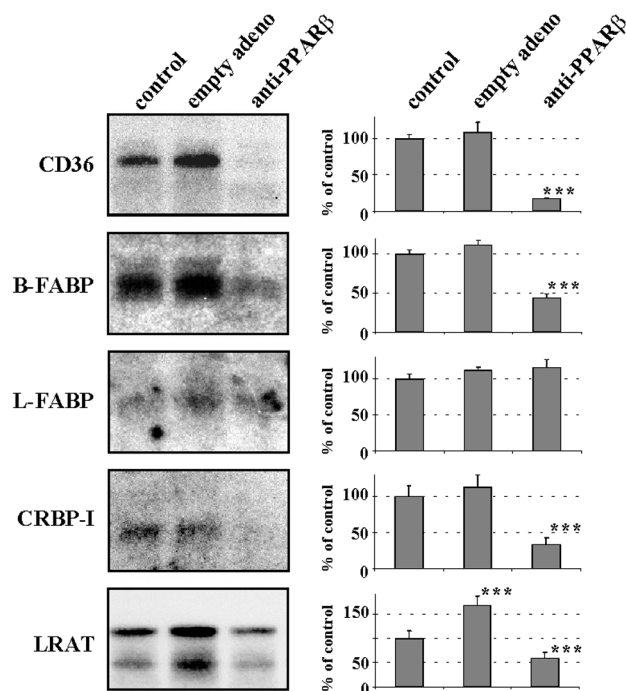 control empty adeno anti-PPARβ control empty adeno anti-PPARβ
CD36
% of control
100
50
0
***
B-FABP
% of control
100
50
0
***
L-FABP
% of control
100
50
0
CRBP-I
% of control
100
50
0
***
LRAT
% of control
150
100
50
0
***
***